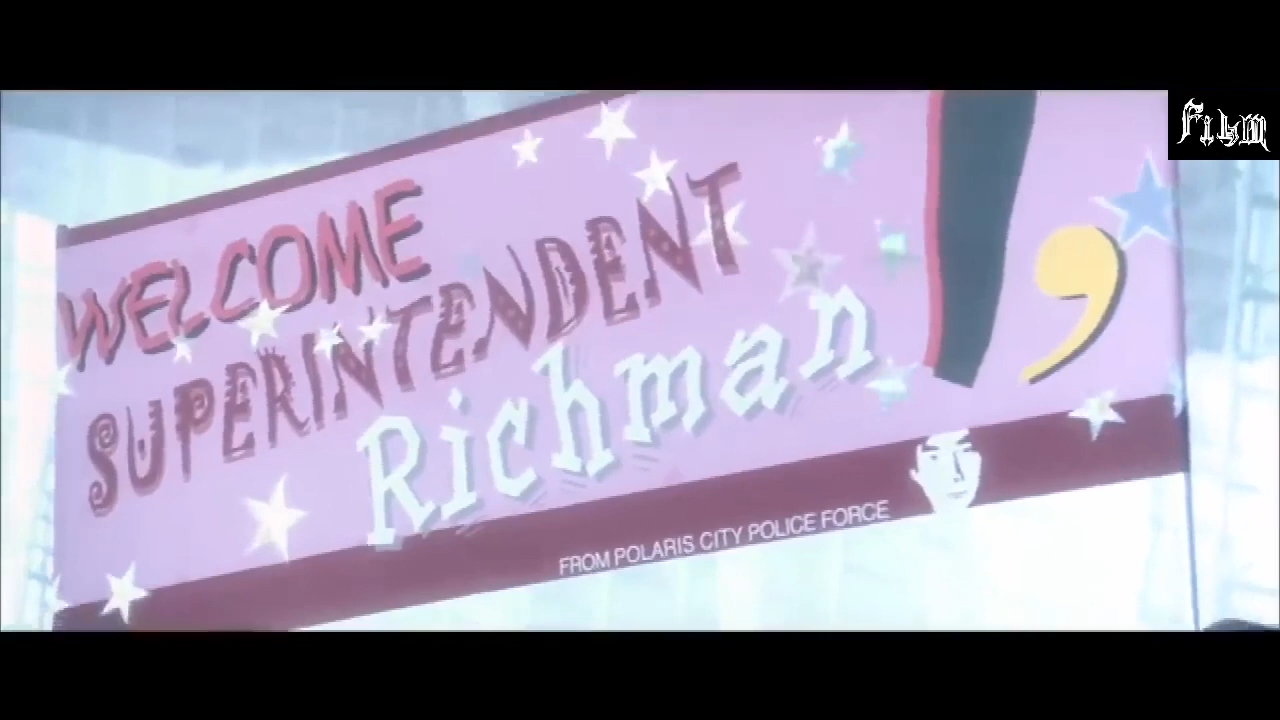 Film
WELCOME
SUPERINTENDENT
Richman
!,
FROM POLARIS CITY POLICE FORCE